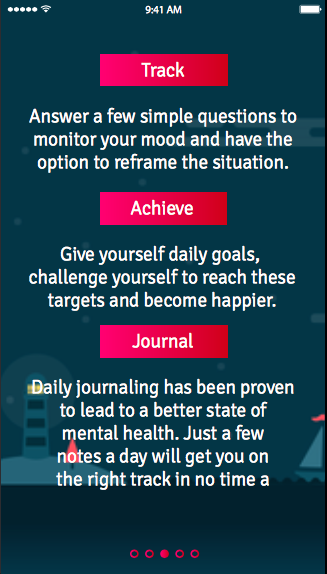 9:41 AM
Track
Answer a few simple questions to
monitor your mood and have the
option to reframe the situation.
Achieve
Give yourself daily goals,
challenge yourself to reach these
targets and become happier.
Journal
Daily journaling has been proven
to lead to a better state of
mental health. Just a few
notes a day will get you on
the right track in no time a